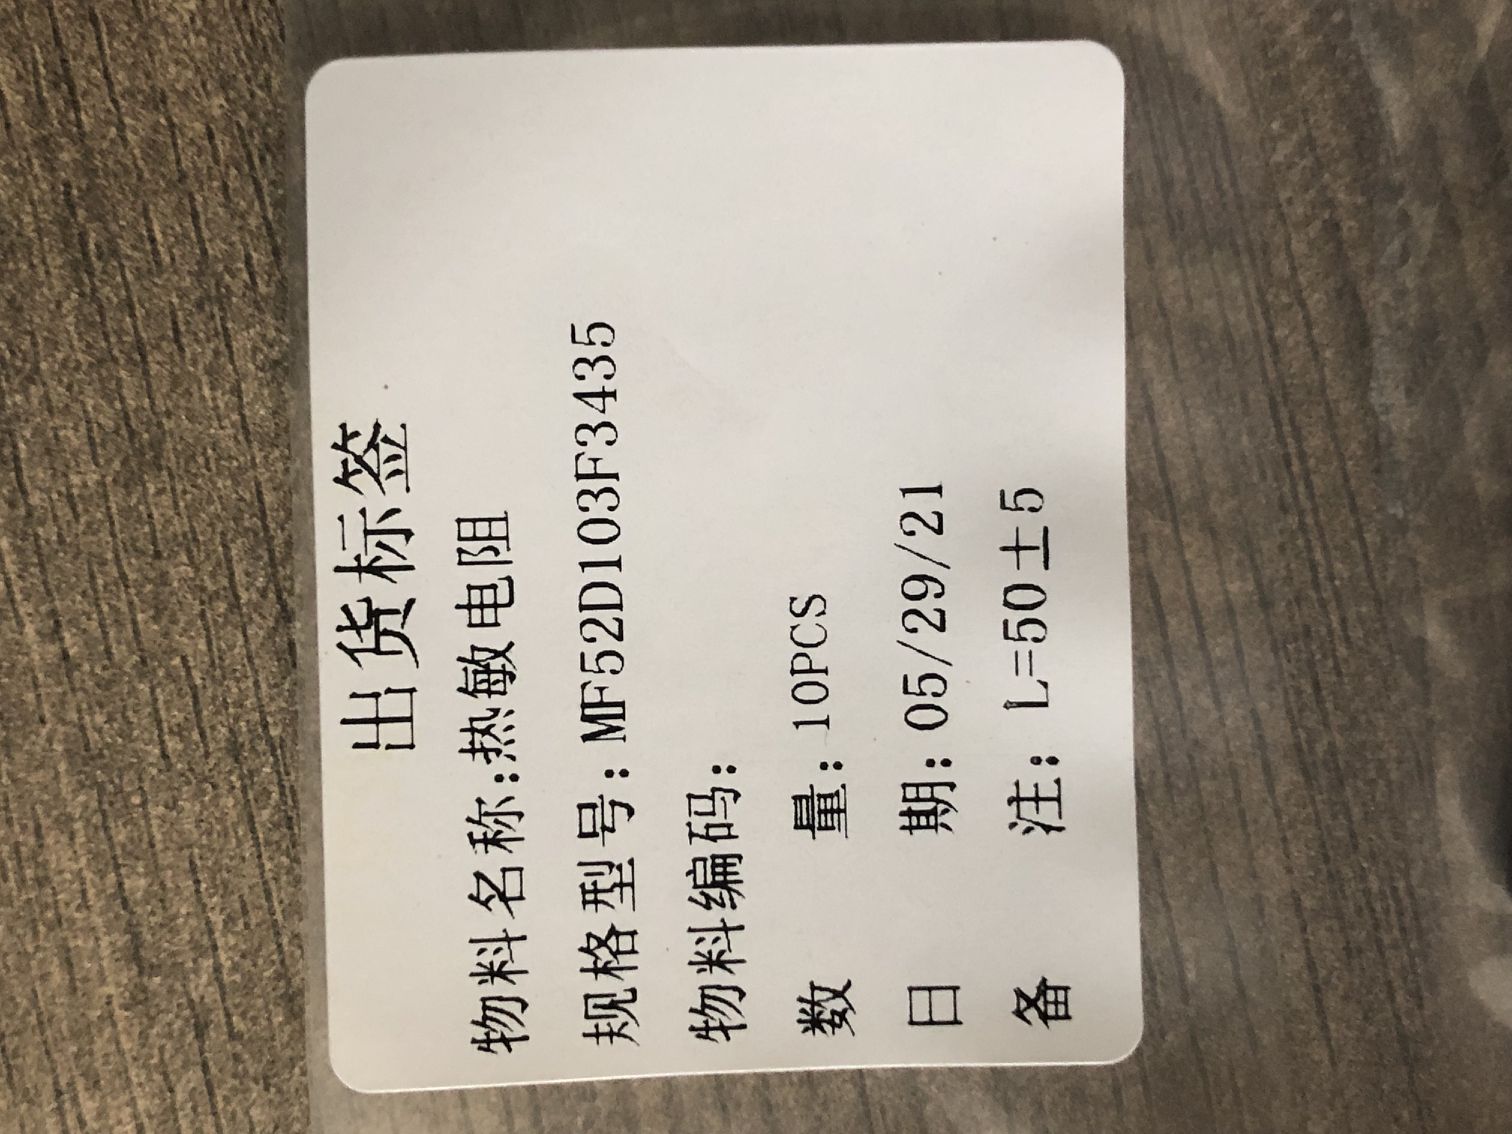 出货标签
物料名称:热敏电阻
规格型号：MF52D103F3435
物料编码：
数 量：10PCS
日 期：05/29/21
备 注：L=50±5